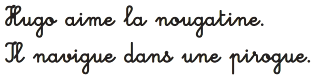 Hugo aime la nougatine.
Il navigue dans une pirogue.